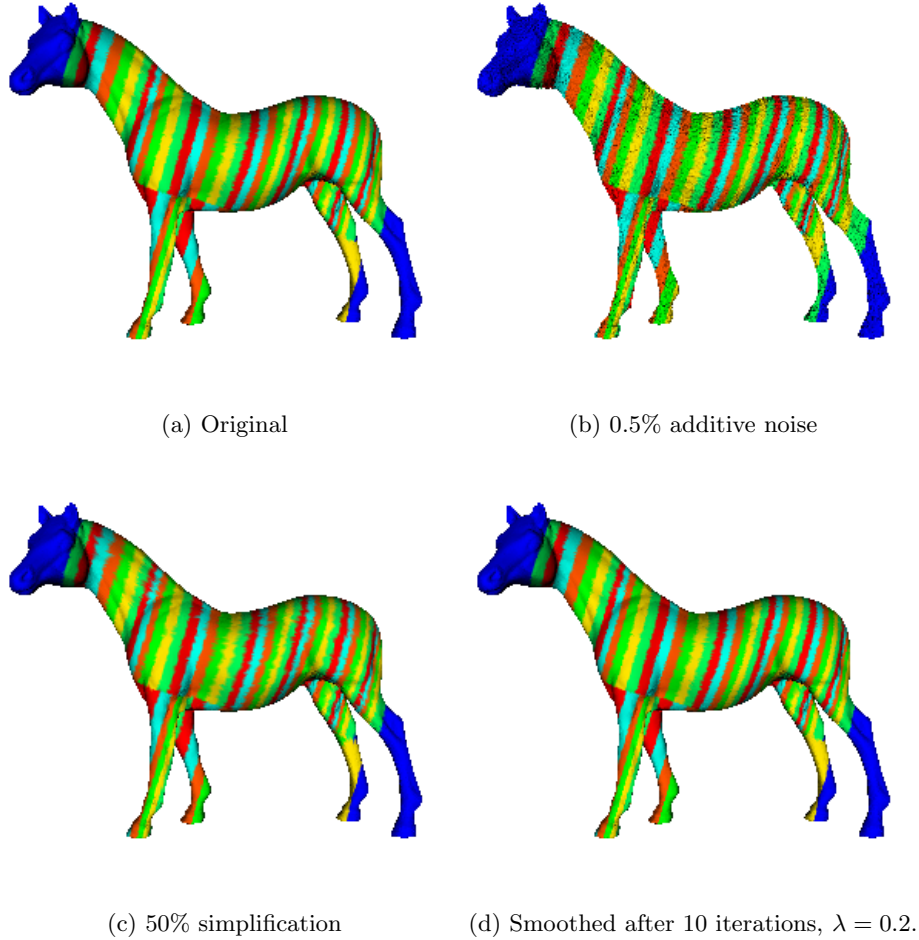 (a) Original
(b) 0.5% additive noise
(c) 50% simplification
(d) Smoothed after 10 iterations, λ = 0.2.